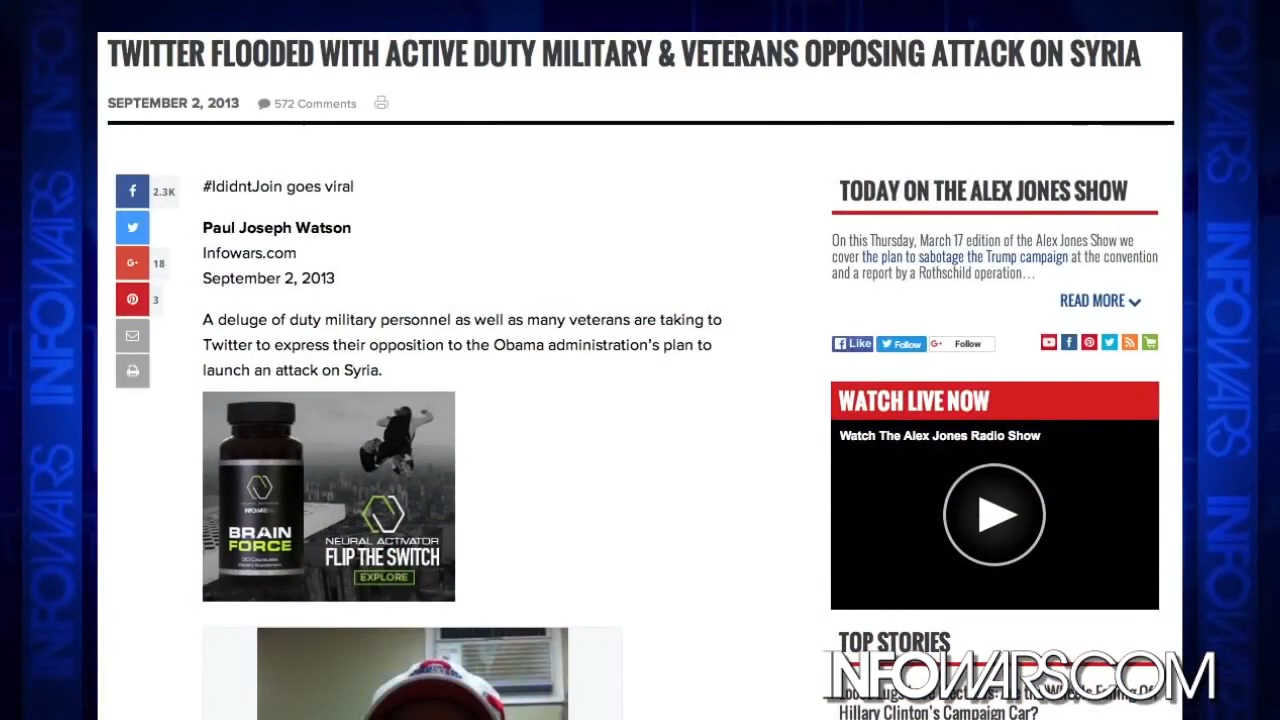 TWITTER FLOODED WITH ACTIVE DUTY MILITARY & VETERANS OPPOSING ATTACK ON SYRIA
SEPTEMBER 2, 2013 572 Comments
2.3K
18
3
#IdidntJoin goes viral
Paul Joseph Watson
Infowars.com
September 2, 2013
A deluge of duty military personnel as well as many veterans are taking to
Twitter to express their opposition to the Obama administration's plan to
launch an attack on Syria.
BRAIN
FORCE
NEURAL ACTIVATOR
FLIP THE SWITCH
EXPLORE
TODAY ON THE ALEX JONES SHOW
On this Thursday, March 17 edition of the Alex Jones Show we
cover the plan to sabotage the Trump campaign at the convention
and a report by a Rothschild operation…
READ MORE
Like Follow Follow
WATCH LIVE NOW
Watch The Alex Jones Radio Show
TOP STORIES
Hillary Clinton's Campaign Car?
INFOWARS.COM
INFOWARS
INFOWARS